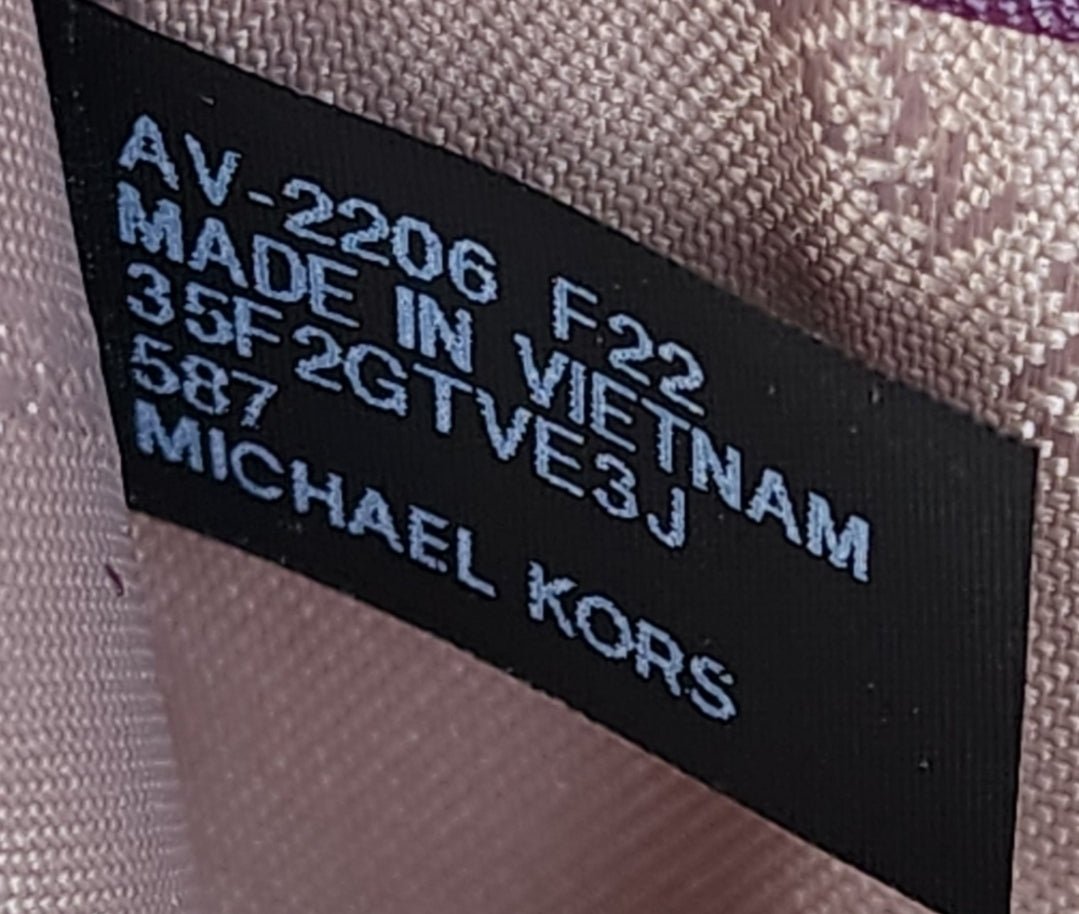 AV-2206 F22
MADE IN VIETNAM
35F2GTVE3J
587
MICHAEL KORS